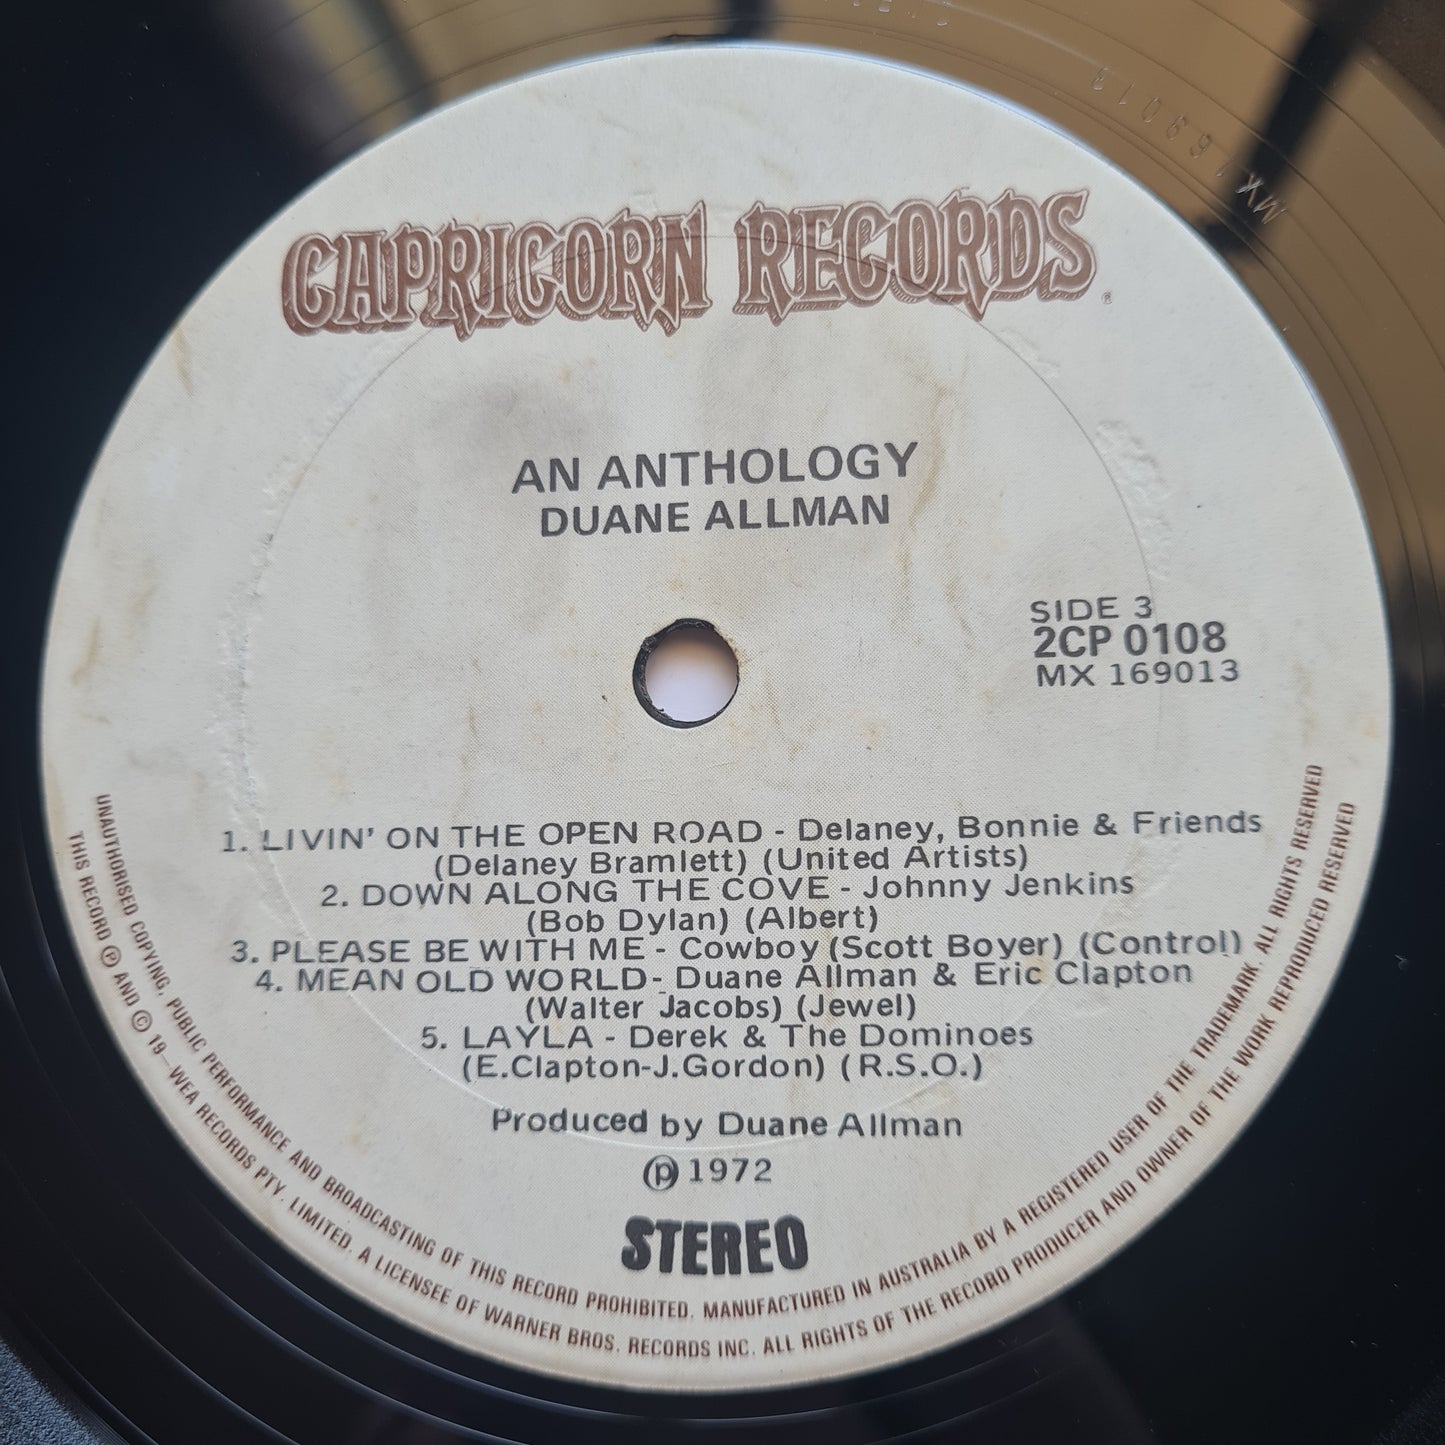 MX 169013
CAPRICORN RECORDS®
AN ANTHOLOGY
DUANE ALLMAN
SIDE 3
2CP 0108
MX 169013
1. LIVIN' ON THE OPEN ROAD - Delaney, Bonnie & Friends
(Delaney Bramlett) (United Artists)
2. DOWN ALONG THE COVE - Johnny Jenkins
(Bob Dylan) (Albert)
3. PLEASE BE WITH ME - Cowboy (Scott Boyer) (Control)
4. MEAN OLD WORLD - Duane Allman & Eric Clapton
(Walter Jacobs) (Jewel)
5. LAYLA - Derek & The Dominoes
(E.Clapton-J.Gordon) (R.S.O.)
Produced by Duane Allman
℗ 1972
STEREO
UNAUTHORISED COPYING, PUBLIC PERFORMANCE AND BROADCASTING OF THIS RECORD PROHIBITED. MANUFACTURED IN AUSTRALIA BY A REGISTERED USER OF THE TRADEMARK. ALL RIGHTS RESERVED
THIS RECORD ℗ AND © 19—WEA RECORDS PTY. LIMITED. A LICENSEE OF WARNER BROS. RECORDS INC. ALL RIGHTS OF THE RECORD PRODUCER AND OWNER OF THE WORK REPRODUCED RESERVED